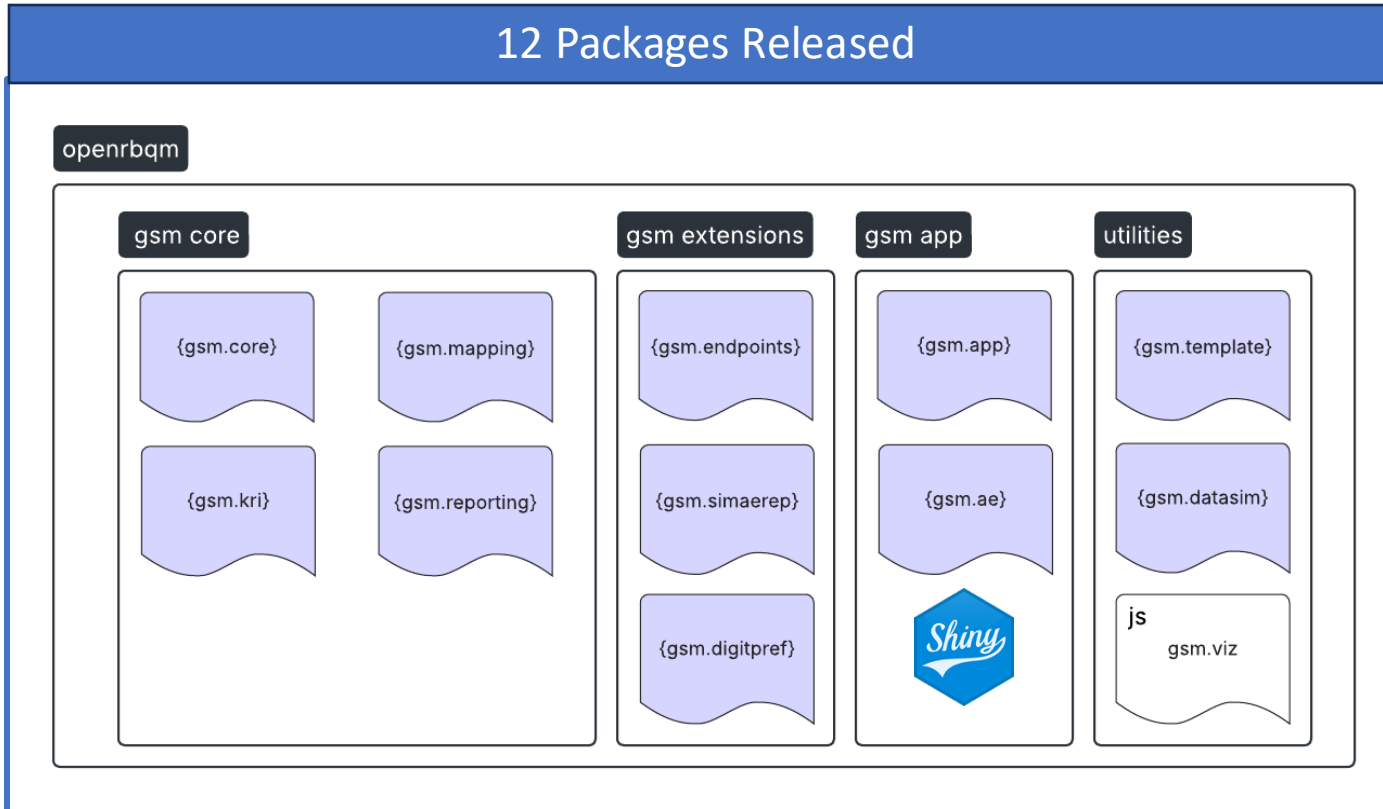 12 Packages Released
openrbqm
gsm core
{gsm.core}
{gsm.mapping}
{gsm.kri}
{gsm.reporting}
gsm extensions
{gsm.endpoints}
{gsm.simaerep}
{gsm.digitpref}
gsm app
{gsm.app}
{gsm.ae}
Shiny
utilities
{gsm.template}
{gsm.datasim}
js
gsm.viz